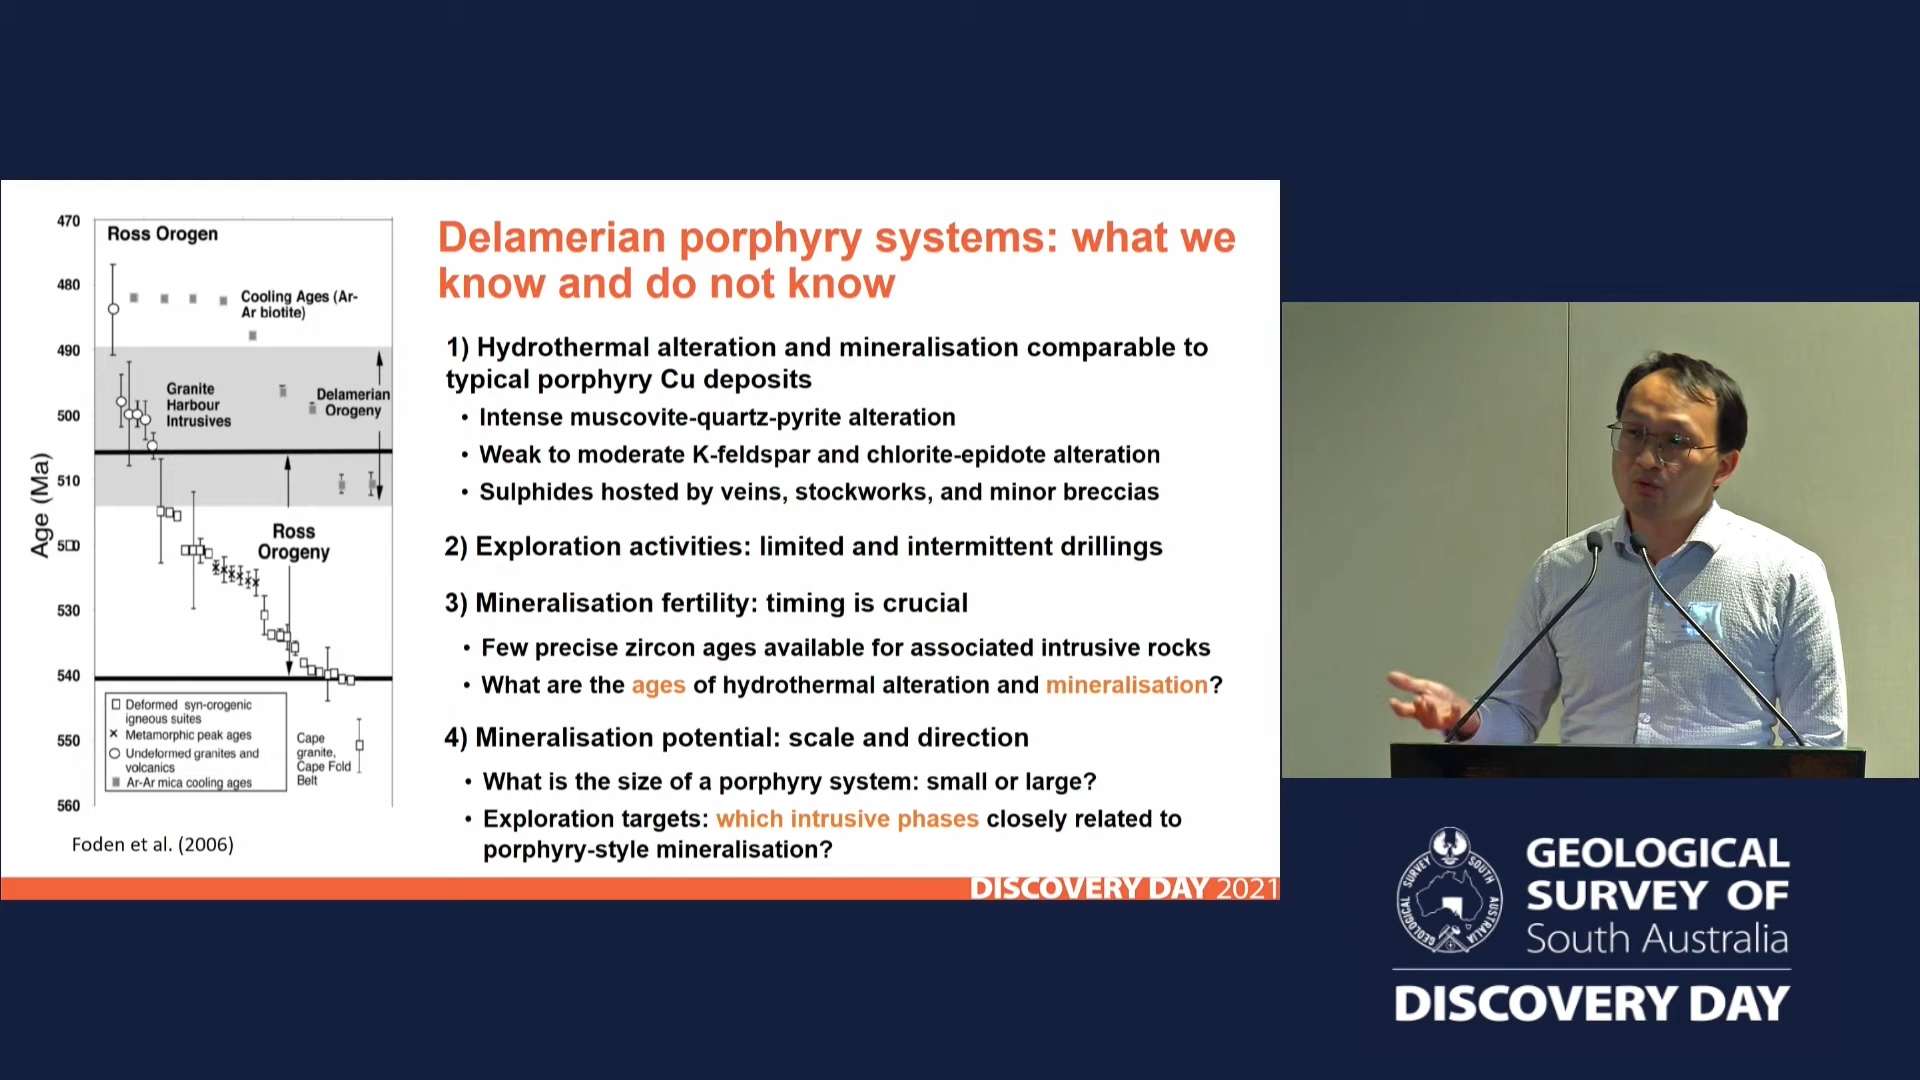 470
480
490
500
510
530
540
550
560
Age (Ma)
Ross Orogen
Cooling Ages (Ar-
Ar biotite)
Granite
Harbour
Intrusives
Delamerian
Orogeny
Ross
Orogeny
Deformed syn-orogenic
igneous suites
Metamorphic peak ages
Undeformed granites and
volcanics
Ar-Ar mica cooling ages
Cape
granite,
Cape Fold
Belt
Foden et al. (2006)
Delamerian porphyry systems: what we
know and do not know
1) Hydrothermal alteration and mineralisation comparable to
typical porphyry Cu deposits
• Intense muscovite-quartz-pyrite alteration
• Weak to moderate K-feldspar and chlorite-epidote alteration
• Sulphides hosted by veins, stockworks, and minor breccias
2) Exploration activities: limited and intermittent drillings
3) Mineralisation fertility: timing is crucial
• Few precise zircon ages available for associated intrusive rocks
• What are the ages of hydrothermal alteration and mineralisation?
4) Mineralisation potential: scale and direction
• What is the size of a porphyry system: small or large?
• Exploration targets: which intrusive phases closely related to
porphyry-style mineralisation?
DISCOVERY DAY 2021
GEOLOGICAL SURVEY SOUTH AUSTRALIA
GEOLOGICAL
SURVEY OF
South Australia
DISCOVERY DAY